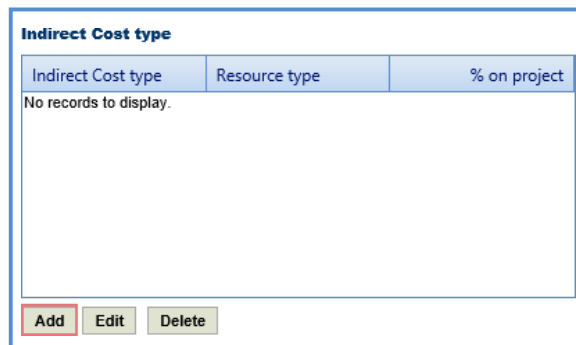 Indirect Cost type
Indirect Cost type Resource type % on project
No records to display.
Add Edit Delete